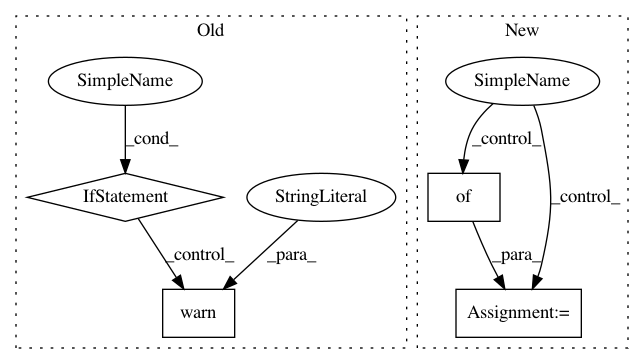 Old
New
SimpleName
SimpleName
_cond_
_control_
IfStatement
StringLiteral
of
_control_
_control_
_para_
_para_
warn
Assignment:=